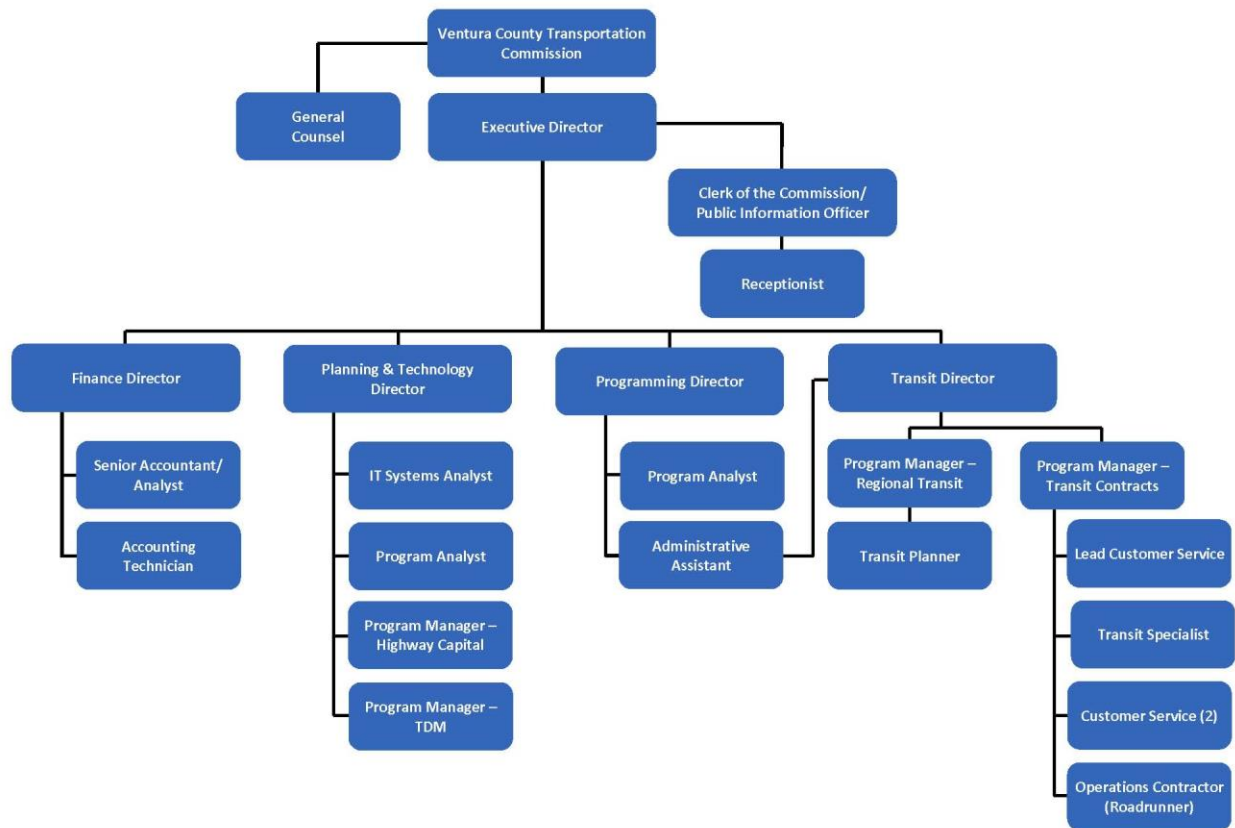 Ventura County Transportation
Commission
General
Counsel
Executive Director
Clerk of the Commission/
Public Information Officer
Receptionist
Finance Director
Planning & Technology
Director
Programming Director
Transit Director
Senior Accountant/
Analyst
Accounting
Technician
IT Systems Analyst
Program Analyst
Program Manager –
Highway Capital
Program Manager –
TDM
Program Analyst
Administrative
Assistant
Program Manager –
Regional Transit
Transit Planner
Program Manager –
Transit Contracts
Lead Customer Service
Transit Specialist
Customer Service (2)
Operations Contractor
(Roadrunner)